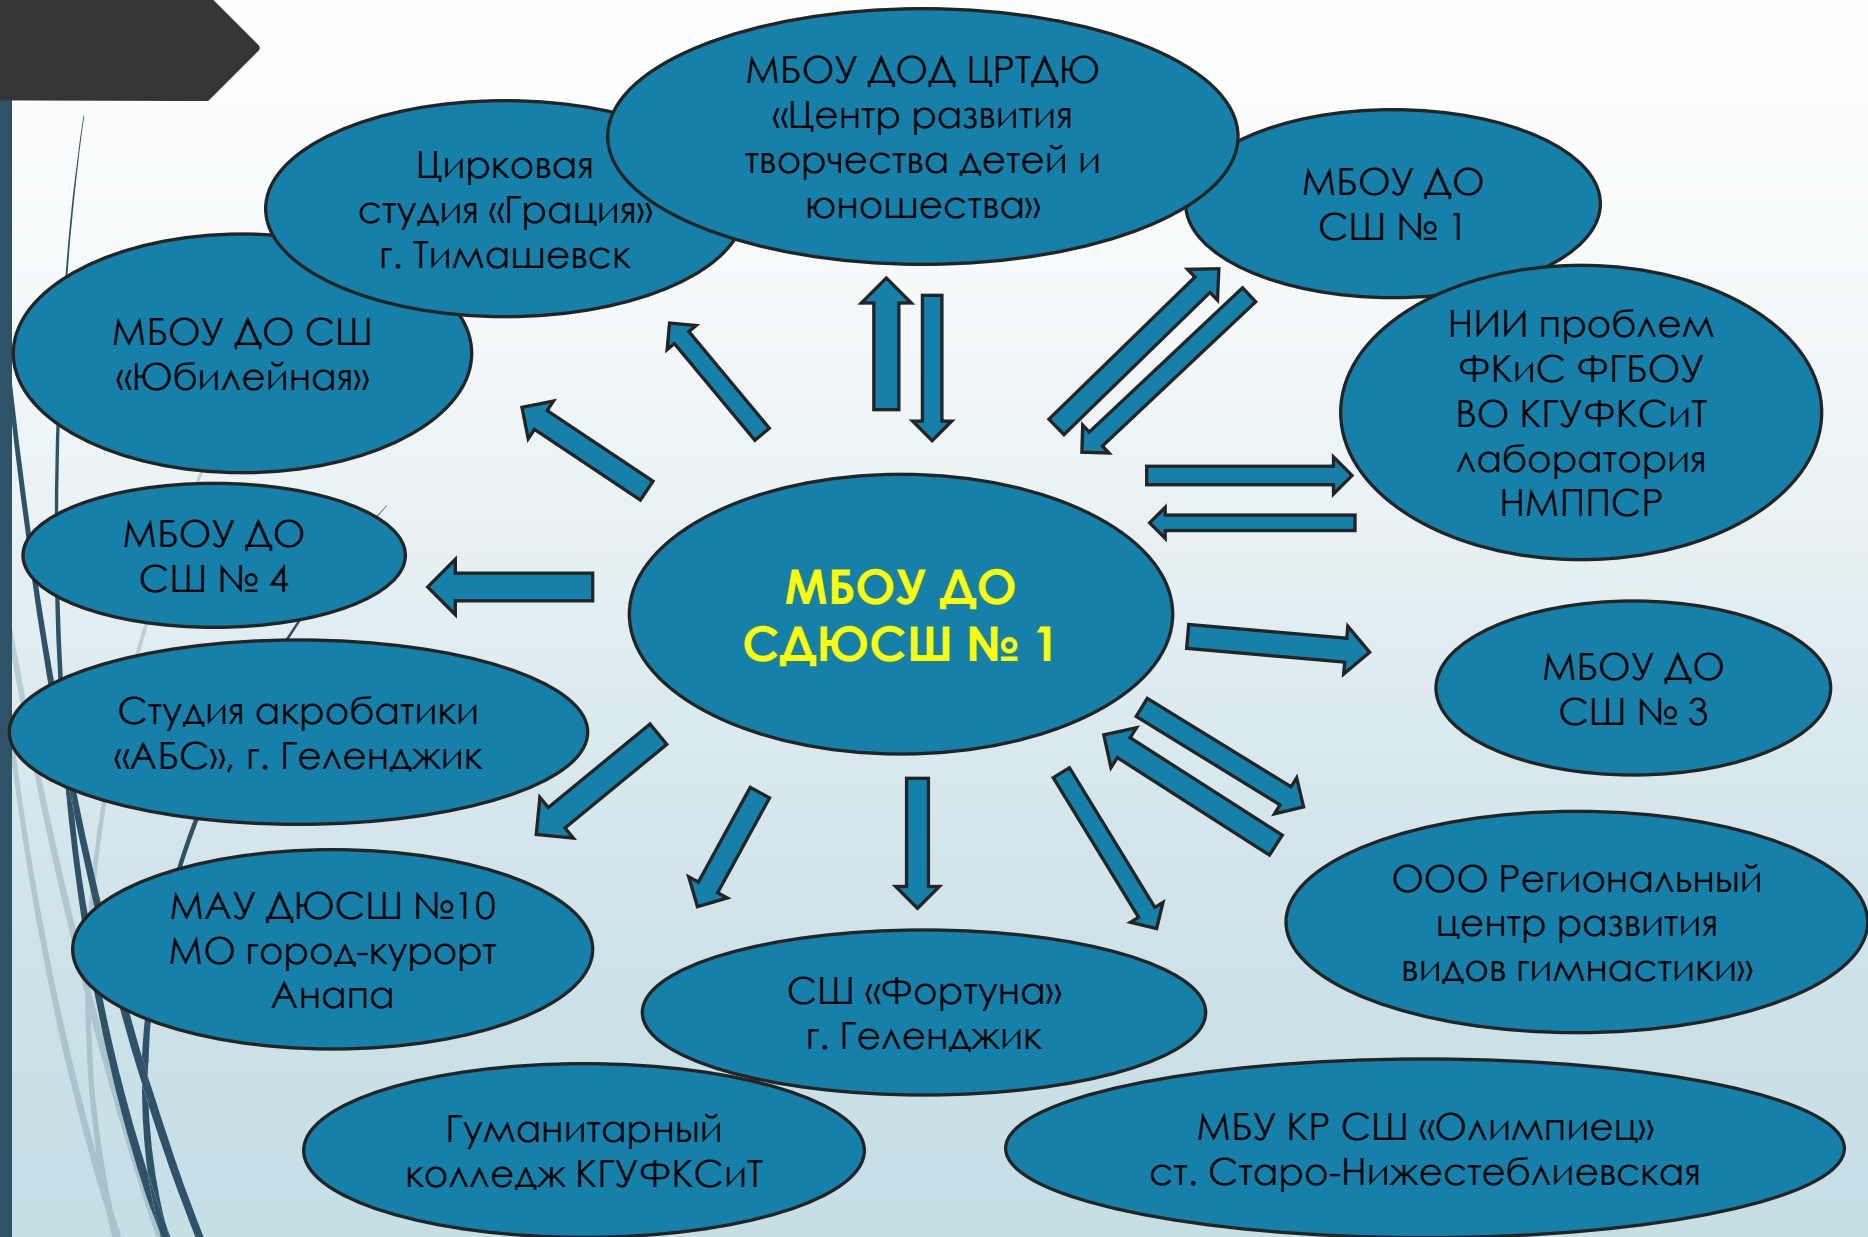 МБОУ ДОД ЦРТДЮ
«Центр развития
творчества детей и
юношества»
Цирковая
студия «Грация»
г. Тимашевск
МБОУ ДО
СШ № 1
МБОУ ДО СШ
«Юбилейная»
НИИ проблем
ФКиС ФГБОУ
ВО КГУФКСиТ
лаборатория
НМППСР
МБОУ ДО
СШ № 4
МБОУ ДО
СДЮСШ № 1
МБОУ ДО
СШ № 3
Студия акробатики
«АБС», г. Геленджик
ООО Региональный
центр развития
видов гимнастики»
МАУ ДЮСШ №10
МО город-курорт
Анапа
СШ «Фортуна»
г. Геленджик
Гуманитарный
колледж КГУФКСиТ
МБУ КР СШ «Олимпиец»
ст. Старо-Нижестеблиевская